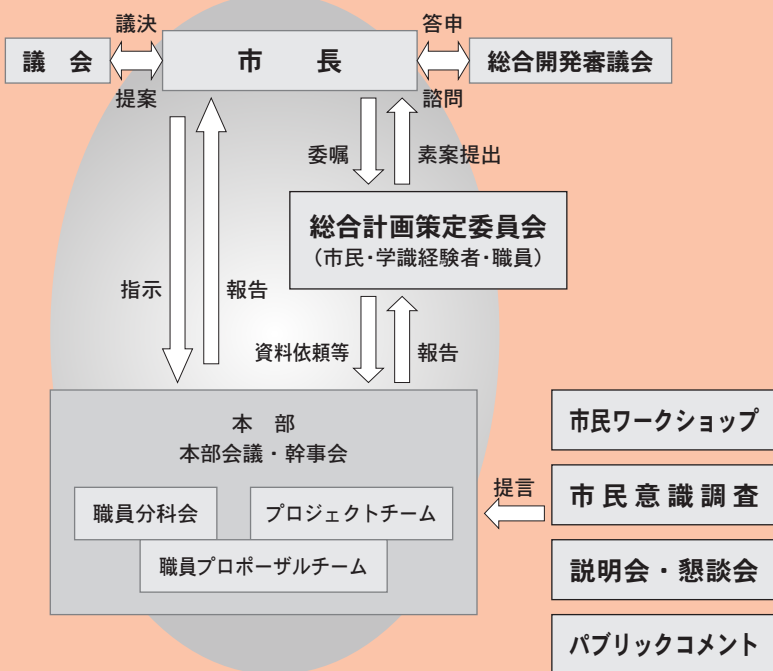 議決
答申
議　会
市　長
総合開発審議会
提案
諮問
委嘱
素案提出
総合計画策定委員会
（市民・学識経験者・職員）
指示
報告
資料依頼等
報告
本　部
本部会議・幹事会
職員分科会
プロジェクトチーム
職員プロポーザルチーム
提言
市民ワークショップ
市民意識調査
説明会・懇談会
パブリックコメント